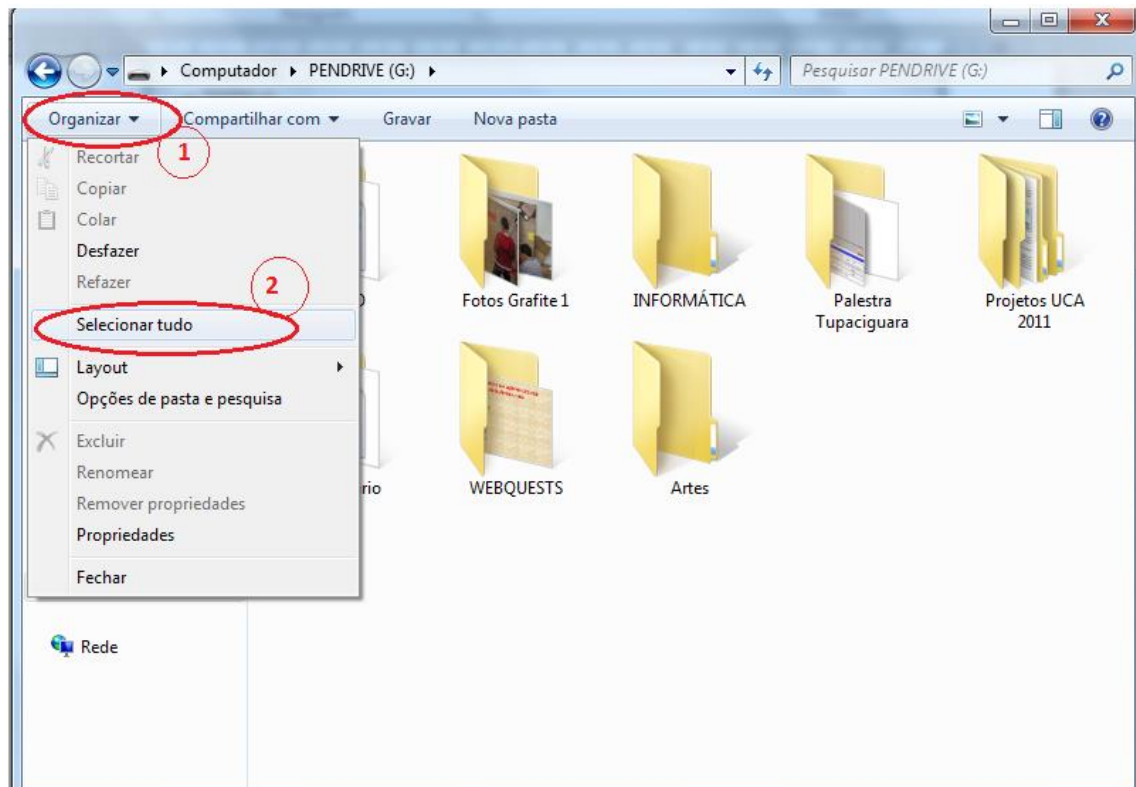 Computador PENDRIVE (G:)
Pesquisar PENDRIVE (G:)
Organizar
Compartilhar com
Gravar
Nova pasta
1
Recortar
Copiar
Colar
Desfazer
Refazer
2
Selecionar tudo
Layout
Opções de pasta e pesquisa
Excluir
Renomear
Remover propriedades
Propriedades
Fechar
Rede
Fotos Grafite 1
INFORMÁTICA
Palestra
Tupaciguara
Projetos UCA
2011
rio
WEBQUESTS
Artes